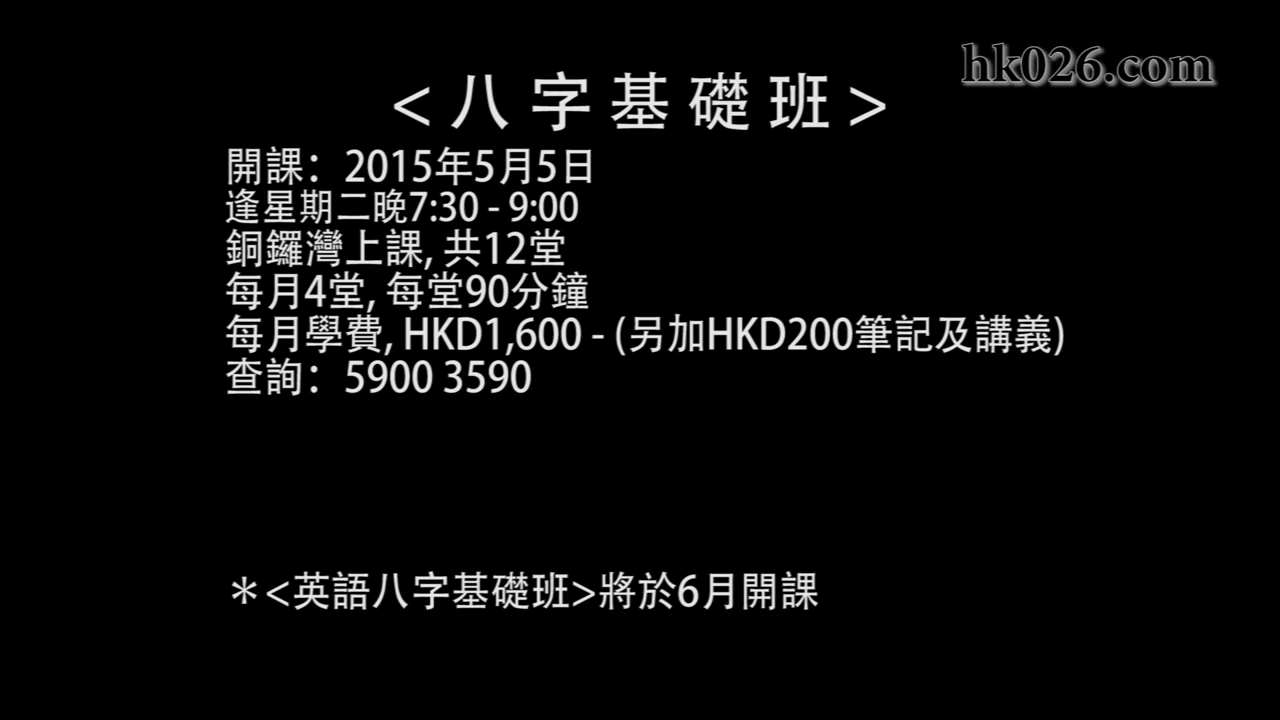 hk026.com
<八字基礎班>
開課：2015年5月5日
逢星期二晚7:30 - 9:00
銅鑼灣上課, 共12堂
每月4堂, 每堂90分鐘
每月學費, HKD1,600 - (另加HKD200筆記及講義)
查詢：5900 3590
＊<英語八字基礎班>將於6月開課